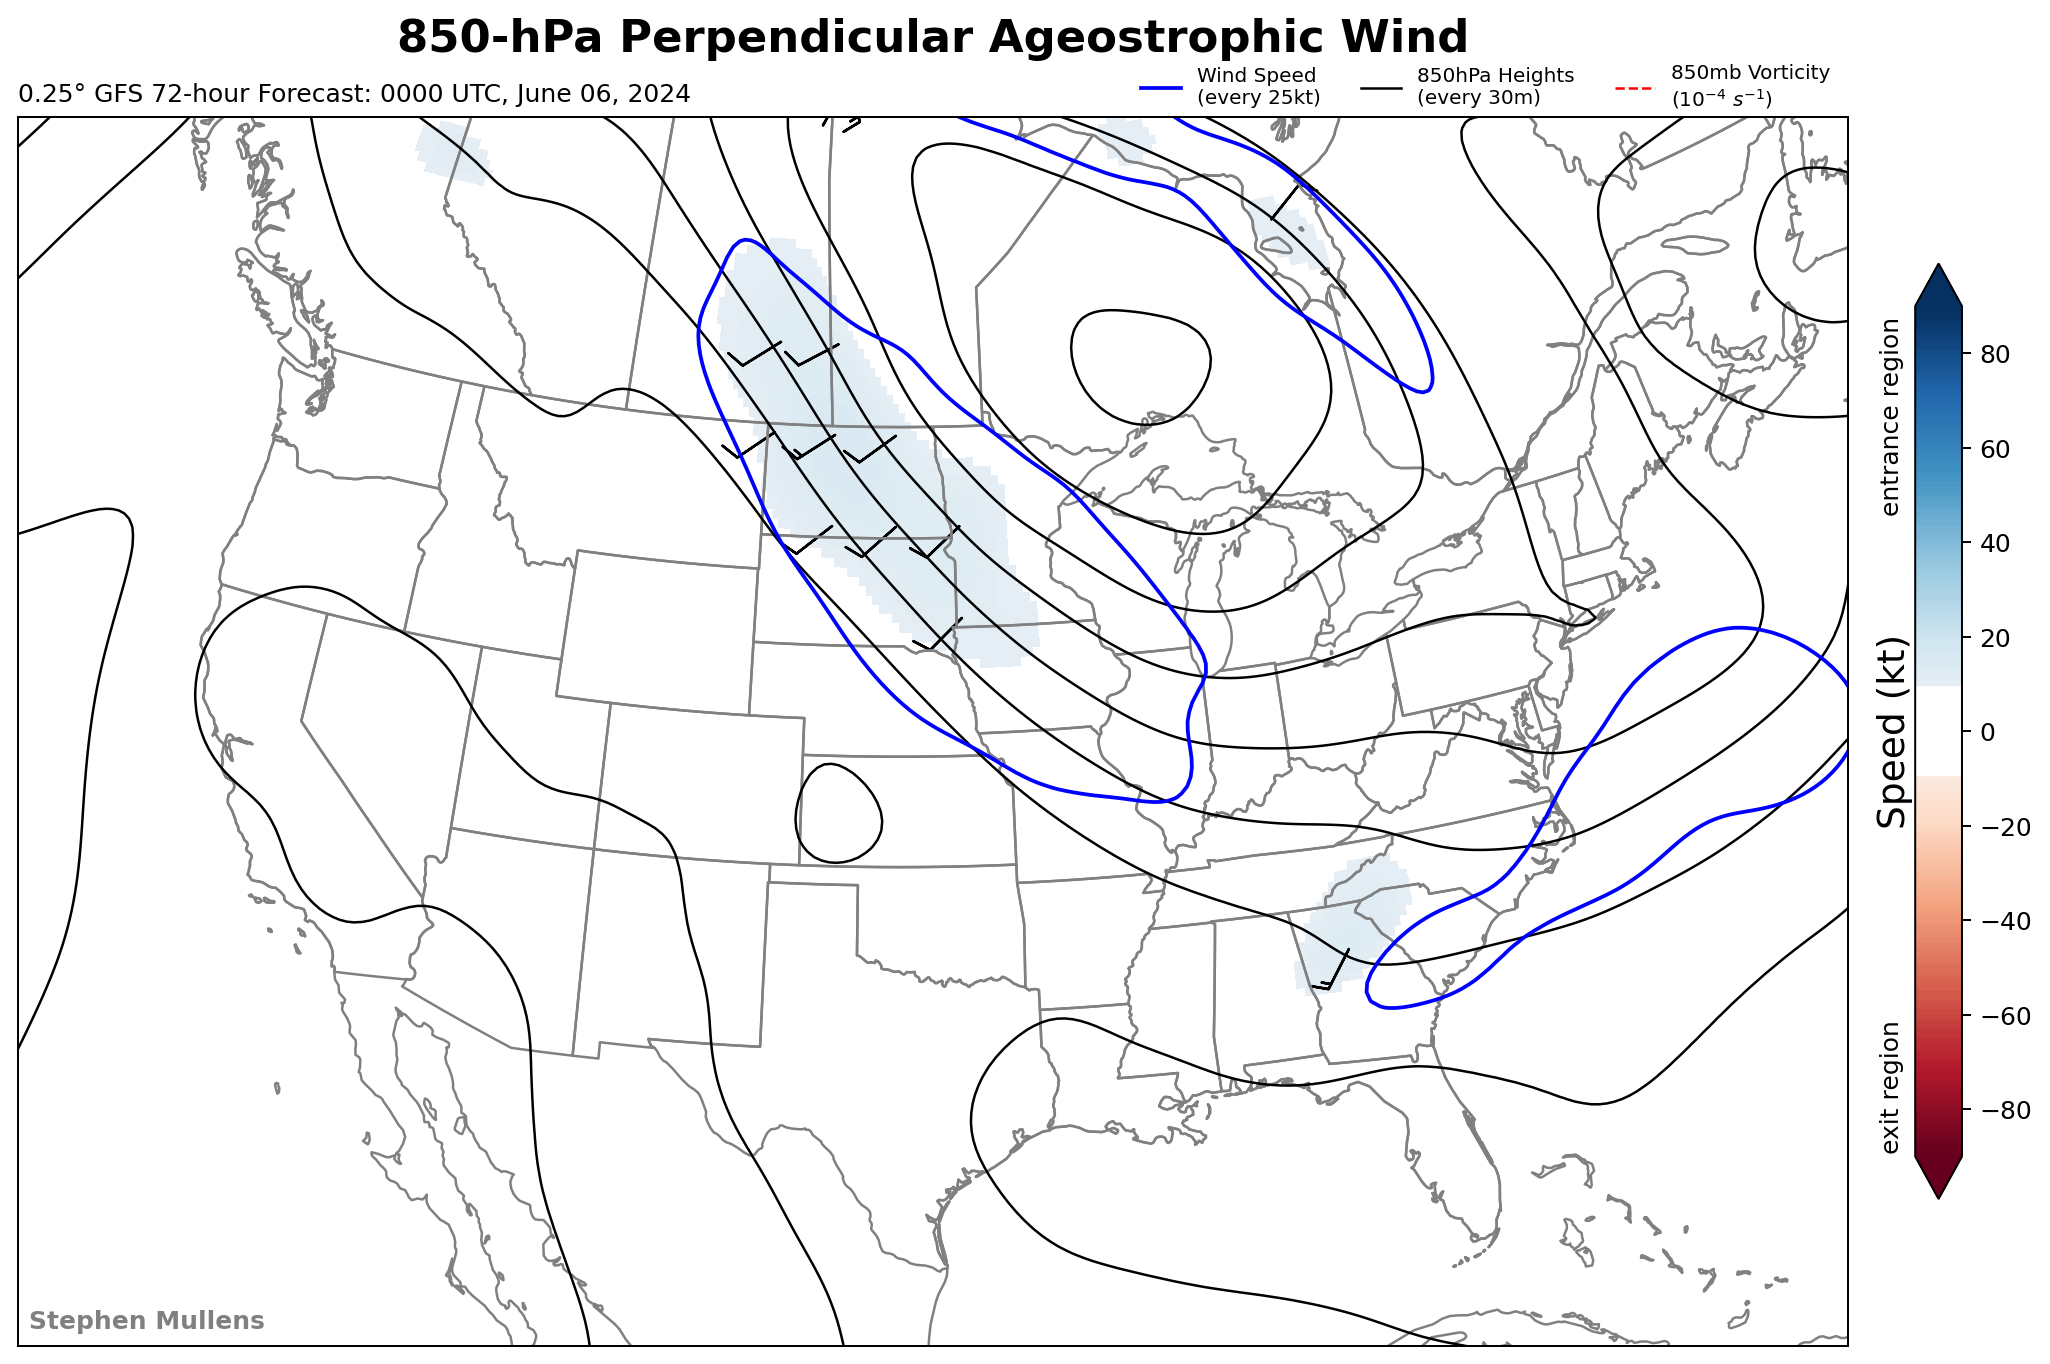 850-hPa Perpendicular Ageostrophic Wind
0.25° GFS 72-hour Forecast: 0000 UTC, June 06, 2024
Wind Speed
(every 25kt)
850hPa Heights
(every 30m)
850mb Vorticity
(10⁻⁴ s⁻¹)
entrance region
Speed (kt)
exit region
80
60
40
20
0
−20
−40
−60
−80
Stephen Mullens